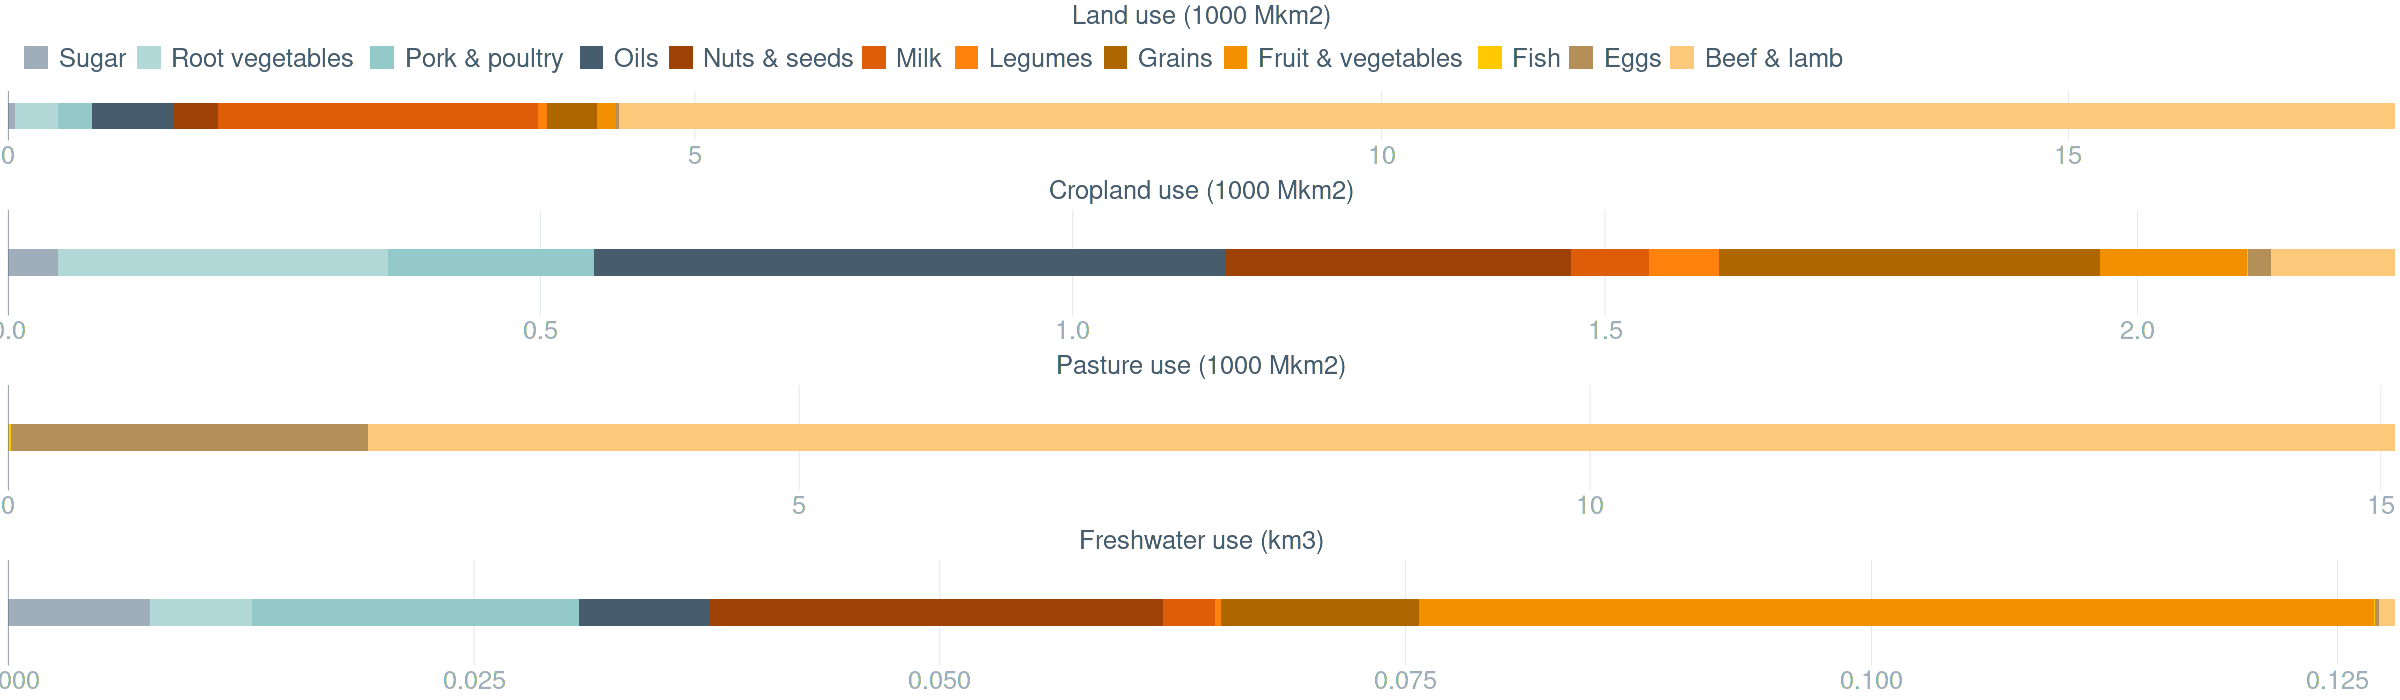 Land use (1000 Mkm2)
Sugar Root vegetables Pork & poultry Oils Nuts & seeds Milk Legumes Grains Fruit & vegetables Fish Eggs Beef & lamb
0 5 10 15
Cropland use (1000 Mkm2)
0.0 0.5 1.0 1.5 2.0
Pasture use (1000 Mkm2)
0 5 10 15
Freshwater use (km3)
000 0.025 0.050 0.075 0.100 0.125